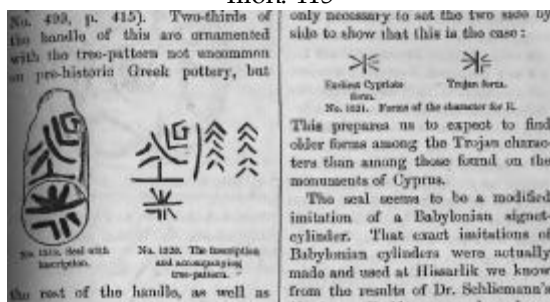 No. 499, p. 415). Two-thirds of
the handle of this are ornamented
with the tree-pattern not uncommon
on pre-historic Greek pottery, but
No. 1519. Seal with
Inscription.
No. 1520. The Inscription
and accompanying
tree-pattern.
the rest of the handle, as well as
only necessary to set the two side by
side to show that this is the case:
Earliest Cypriote
form.
Trojan form.
No. 1521. Forms of the character for E.
This prepares us to expect to find
older forms among the Trojan charac-
ters than among those found on the
monuments of Cyprus.
The seal seems to be a modified
imitation of a Babylonian signet-
cylinder. That exact imitations of
Babylonian cylinders were actually
made and used at Hissarlik we know
from the results of Dr. Schliemann's